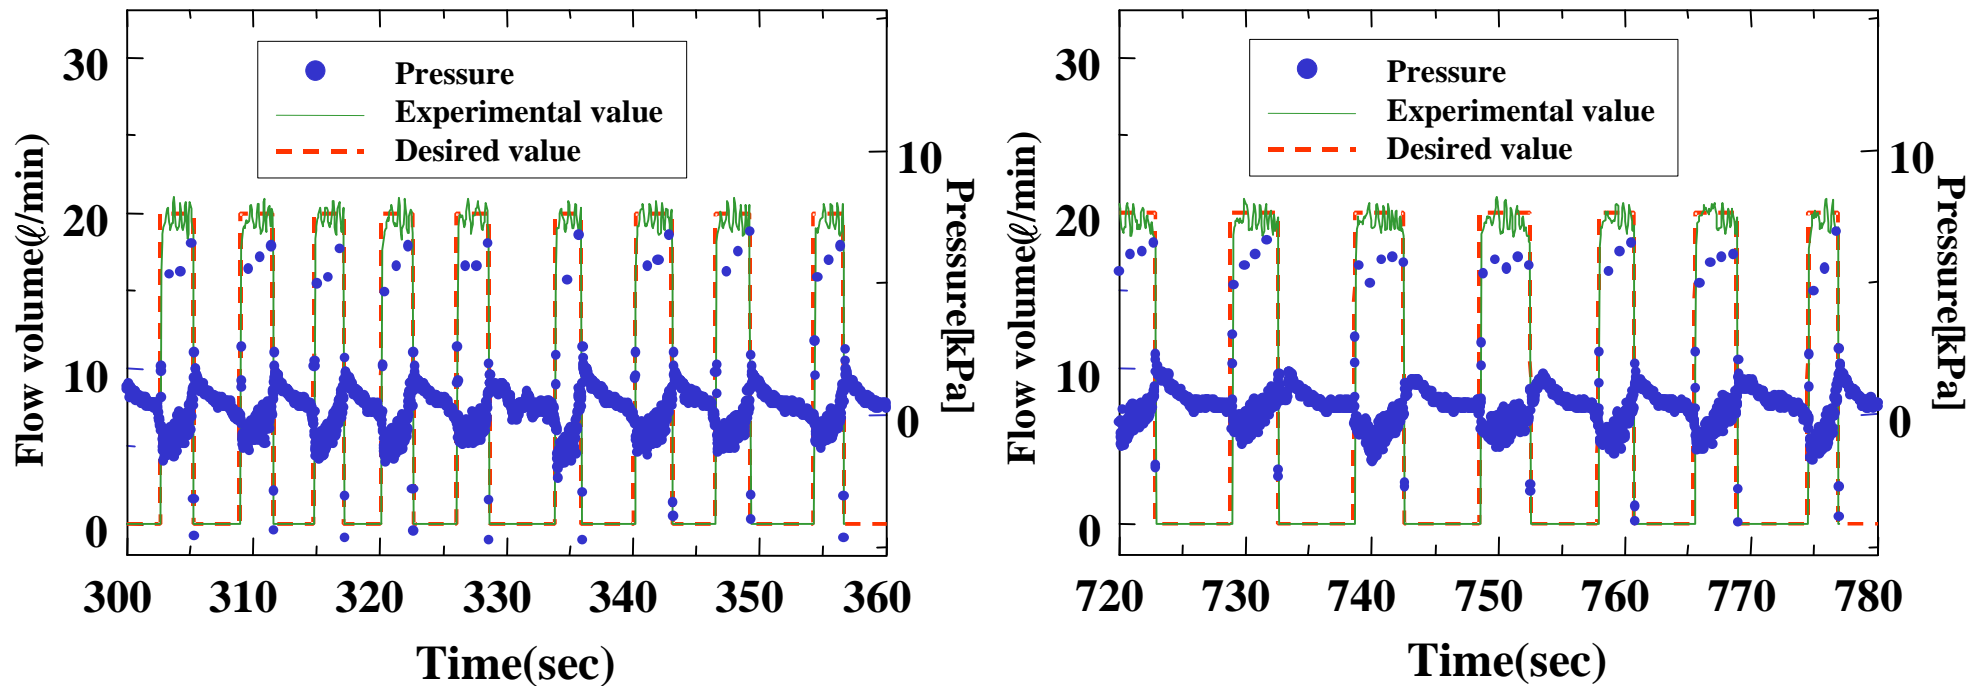 30
20
10
0
Flow volume(ℓ/min)
Pressure
Experimental value
Desired value
10
0
Pressure[kPa]
300 310 320 330 340 350 360
Time(sec)
30
20
10
0
Flow volume(ℓ/min)
Pressure
Experimental value
Desired value
10
0
Pressure[kPa]
720 730 740 750 760 770 780
Time(sec)